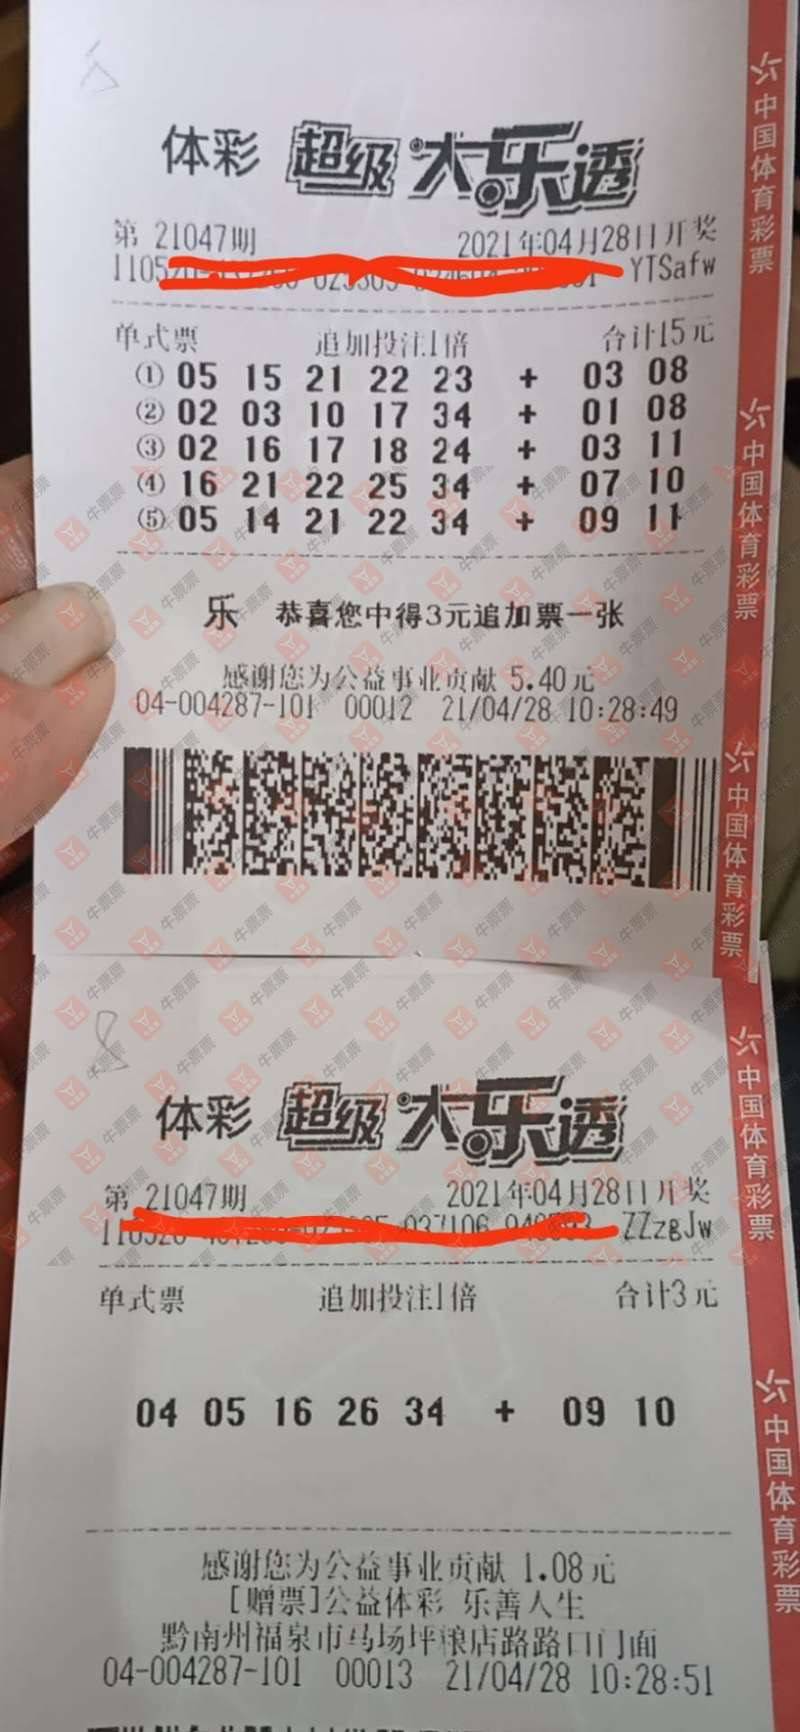 体彩 超级大乐透
第 21047期 2021年04月28日开奖
YTSafw
单式票 追加投注1倍 合计15元
① 05 15 21 22 23 + 03 08
② 02 03 10 17 34 + 01 08
③ 02 16 17 18 24 + 03 11
④ 16 21 22 25 34 + 07 10
⑤ 05 14 21 22 34 + 09 11
乐 恭喜您中得3元追加票一张
感谢您为公益事业贡献 5.40元
04-004287-101 00012 21/04/28 10:28:49
中国体育彩票
中国体育彩票
中国体育彩票
体彩 超级大乐透
第 21047期 2021年04月28日开奖
ZZzgJw
单式票 追加投注1倍 合计3元
04 05 16 26 34 + 09 10
感谢您为公益事业贡献 1.08元
[赠票]公益体彩 乐善人生
黔南州福泉市马场坪粮店路路口门面
04-004287-101 00013 21/04/28 10:28:51
中国体育彩票
中国体育彩票
牛票票